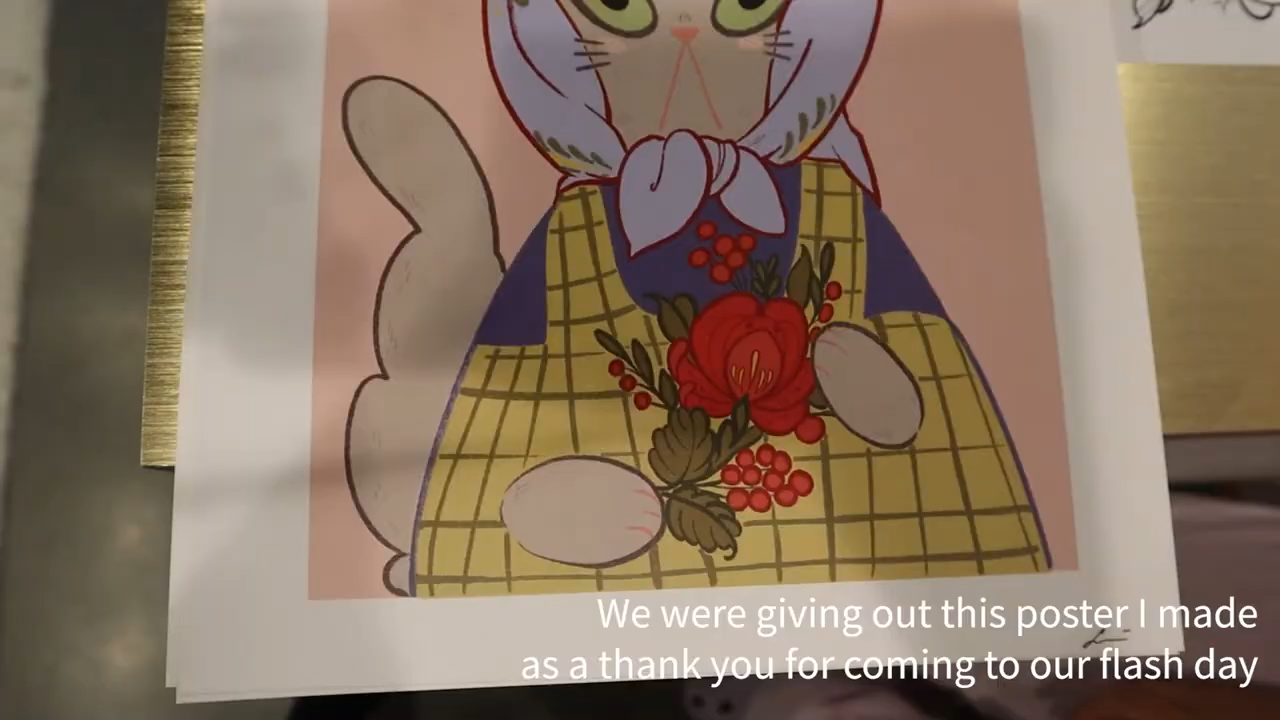 We were giving out this poster I made
as a thank you for coming to our flash day